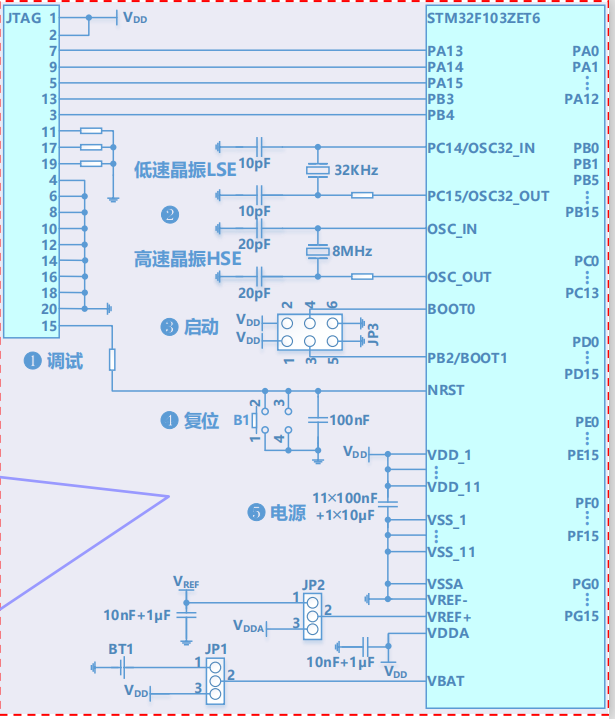 JTAG 1 VDD STM32F103ZET6
2
7 PA13 PA0
9 PA14 PA1
5 PA15 ⋮
13 PB3 PA12
3 PB4
11
17 10pF PC14/OSC32_IN PB0
19 低速晶振LSE 32KHz PB1
4 PB5
6 10pF PC15/OSC32_OUT ⋮
8 ❷ PB15
10 20pF OSC_IN
12
14 高速晶振HSE 8MHz PC0
16 OSC_OUT ⋮
18 20pF PC13
20 2 4 6 BOOT0
15 ❸ 启动 VDD JP3
VDD PD0
❶ 调试 1 3 5 PB2/BOOT1 ⋮
PD15
NRST
2 3
❶ 复位 B1 100nF PE0
1 4 ⋮
VDD VDD_1 PE15
⋮
11×100nF VDD_11
❺ 电源 +1×10μF PF0
VSS_1 ⋮
⋮ PF15
VSS_11
VREF JP2 VSSA PG0
1 VREF- ⋮
10nF+1μF 2 VREF+ PG15
VDDA 3 VDDA
BT1 JP1 10nF+1μF
1 VDD
2 VBAT
VDD 3